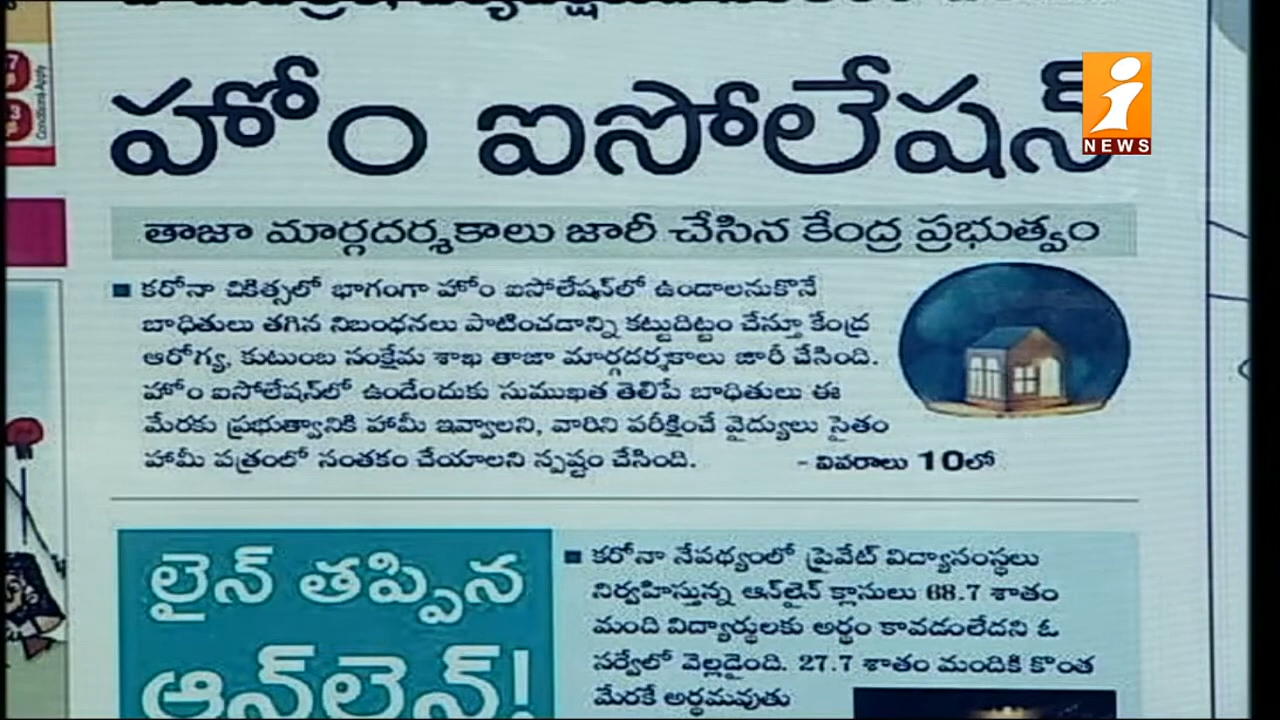 హోం ఐసోలేషన్
i
NEWS
Conditions Apply
తాజా మార్గదర్శకాలు జారీ చేసిన కేంద్ర ప్రభుత్వం
■ కరోనా చికిత్సలో భాగంగా హోం ఐసోలేషన్‌లో ఉండాలనుకొనే
బాధితులు తగిన నిబంధనలు పాటించడాన్ని కట్టుదిట్టం చేస్తూ కేంద్ర
ఆరోగ్య, కుటుంబ సంక్షేమ శాఖ తాజా మార్గదర్శకాలు జారీ చేసింది.
హోం ఐసోలేషన్‌లో ఉండేందుకు సుముఖత తెలిపే బాధితులు ఈ
మేరకు ప్రభుత్వానికి హామీ ఇవ్వాలని, వారిని పరీక్షించే వైద్యులు సైతం
హామీ పత్రంలో సంతకం చేయాలని స్పష్టం చేసింది. - వివరాలు 10లో
లైన్ తప్పిన
ఆన్‌లైన్!
■ కరోనా నేపథ్యంలో ప్రైవేట్ విద్యాసంస్థలు
నిర్వహిస్తున్న ఆన్‌లైన్ క్లాసులు 68.7 శాతం
మంది విద్యార్థులకు అర్థం కావడంలేదని ఓ
సర్వేలో వెల్లడైంది. 27.7 శాతం మందికి కొంత
మేరకే అర్థమవుతు